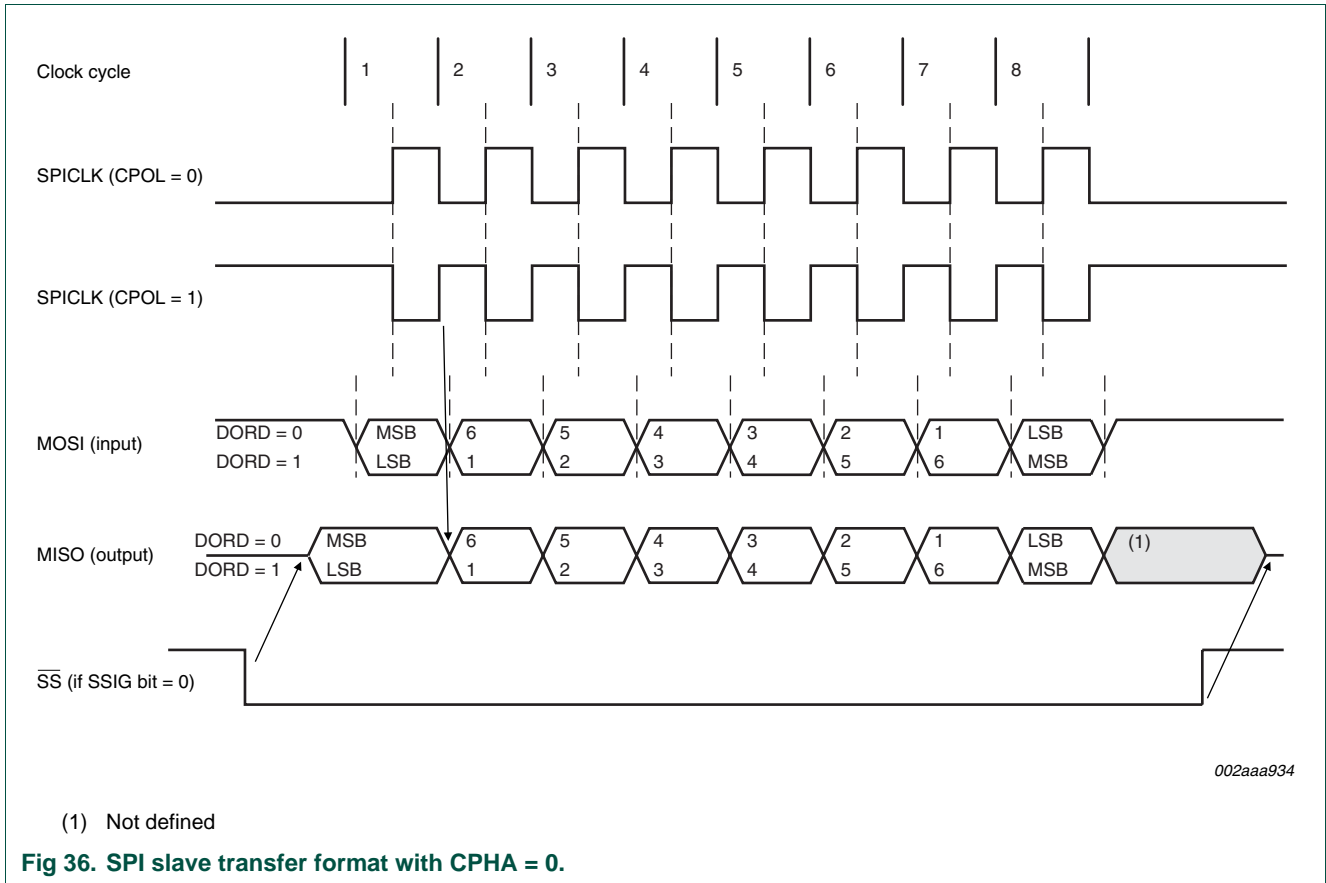 Clock cycle 1 2 3 4 5 6 7 8
SPICLK (CPOL = 0)
SPICLK (CPOL = 1)
MOSI (input)
DORD = 0 MSB 6 5 4 3 2 1 LSB
DORD = 1 LSB 1 2 3 4 5 6 MSB
MISO (output)
DORD = 0 MSB 6 5 4 3 2 1 LSB (1)
DORD = 1 LSB 1 2 3 4 5 6 MSB
SS (if SSIG bit = 0)
002aaa934
(1) Not defined
Fig 36. SPI slave transfer format with CPHA = 0.